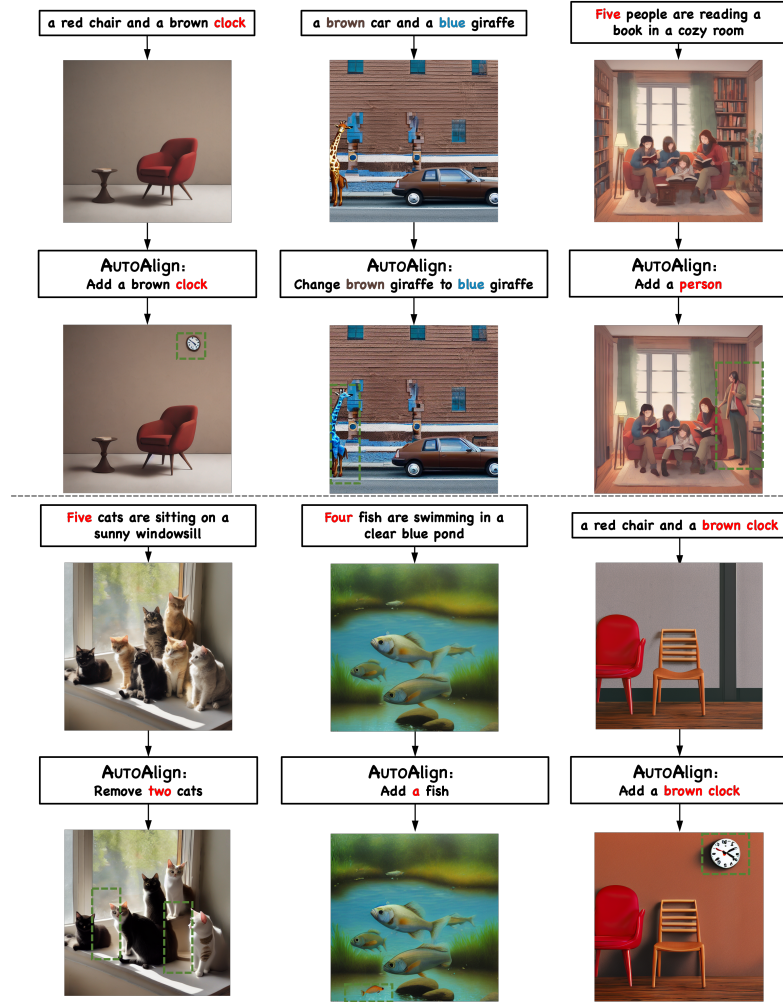 a red chair and a brown clock
a brown car and a blue giraffe
Five people are reading a
book in a cozy room
AUTOALIGN:
Add a brown clock
AUTOALIGN:
Change brown giraffe to blue giraffe
AUTOALIGN:
Add a person
Five cats are sitting on a
sunny windowsill
Four fish are swimming in a
clear blue pond
a red chair and a brown clock
AUTOALIGN:
Remove two cats
AUTOALIGN:
Add a fish
AUTOALIGN:
Add a brown clock